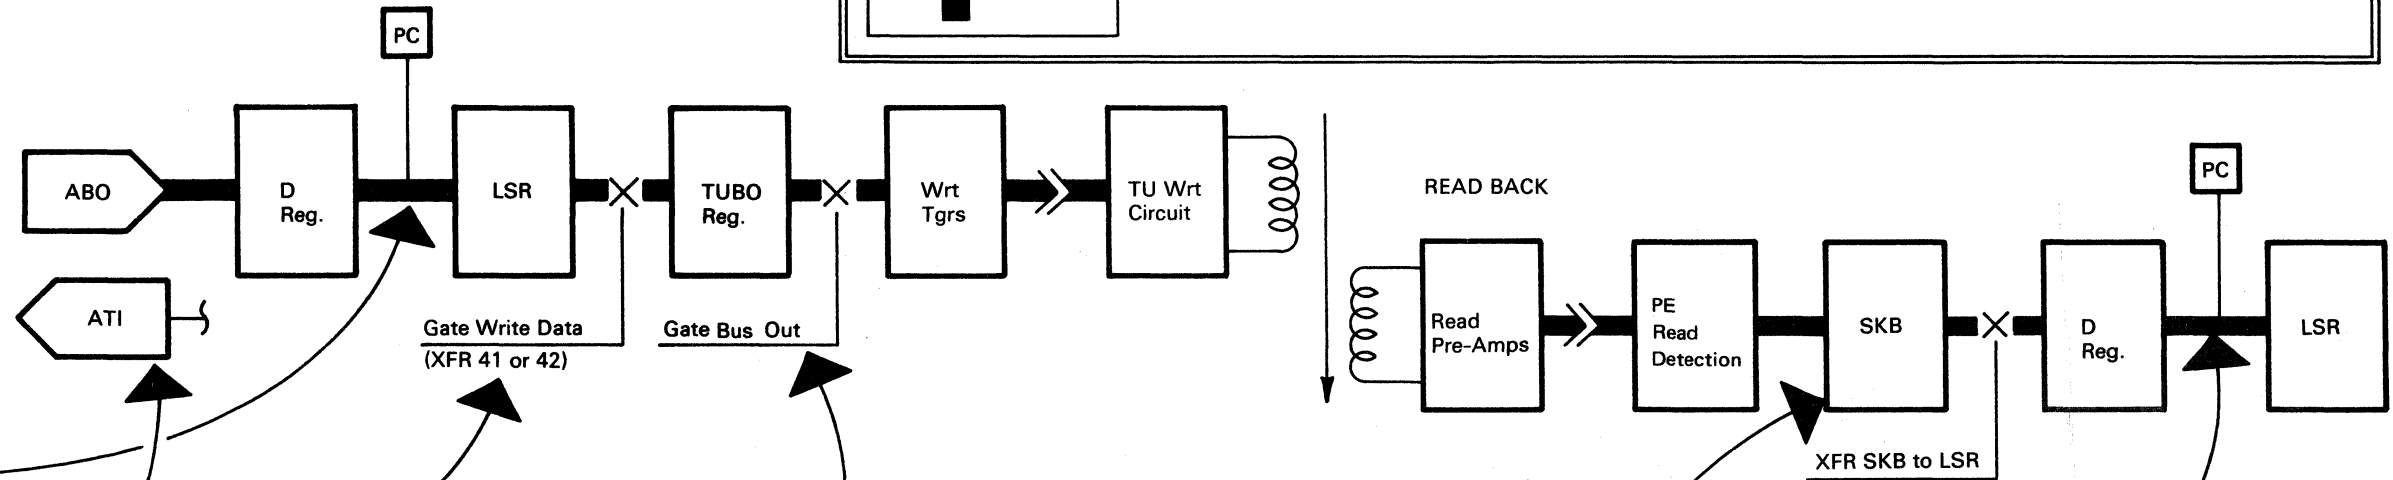 PC
ABO
D
Reg.
LSR
TUBO
Reg.
Wrt
Tgrs
TU Wrt
Circuit
ATI
Gate Write Data
(XFR 41 or 42)
Gate Bus Out
READ BACK
PC
Read
Pre-Amps
PE
Read
Detection
SKB
D
Reg.
LSR
XFR SKB to LSR